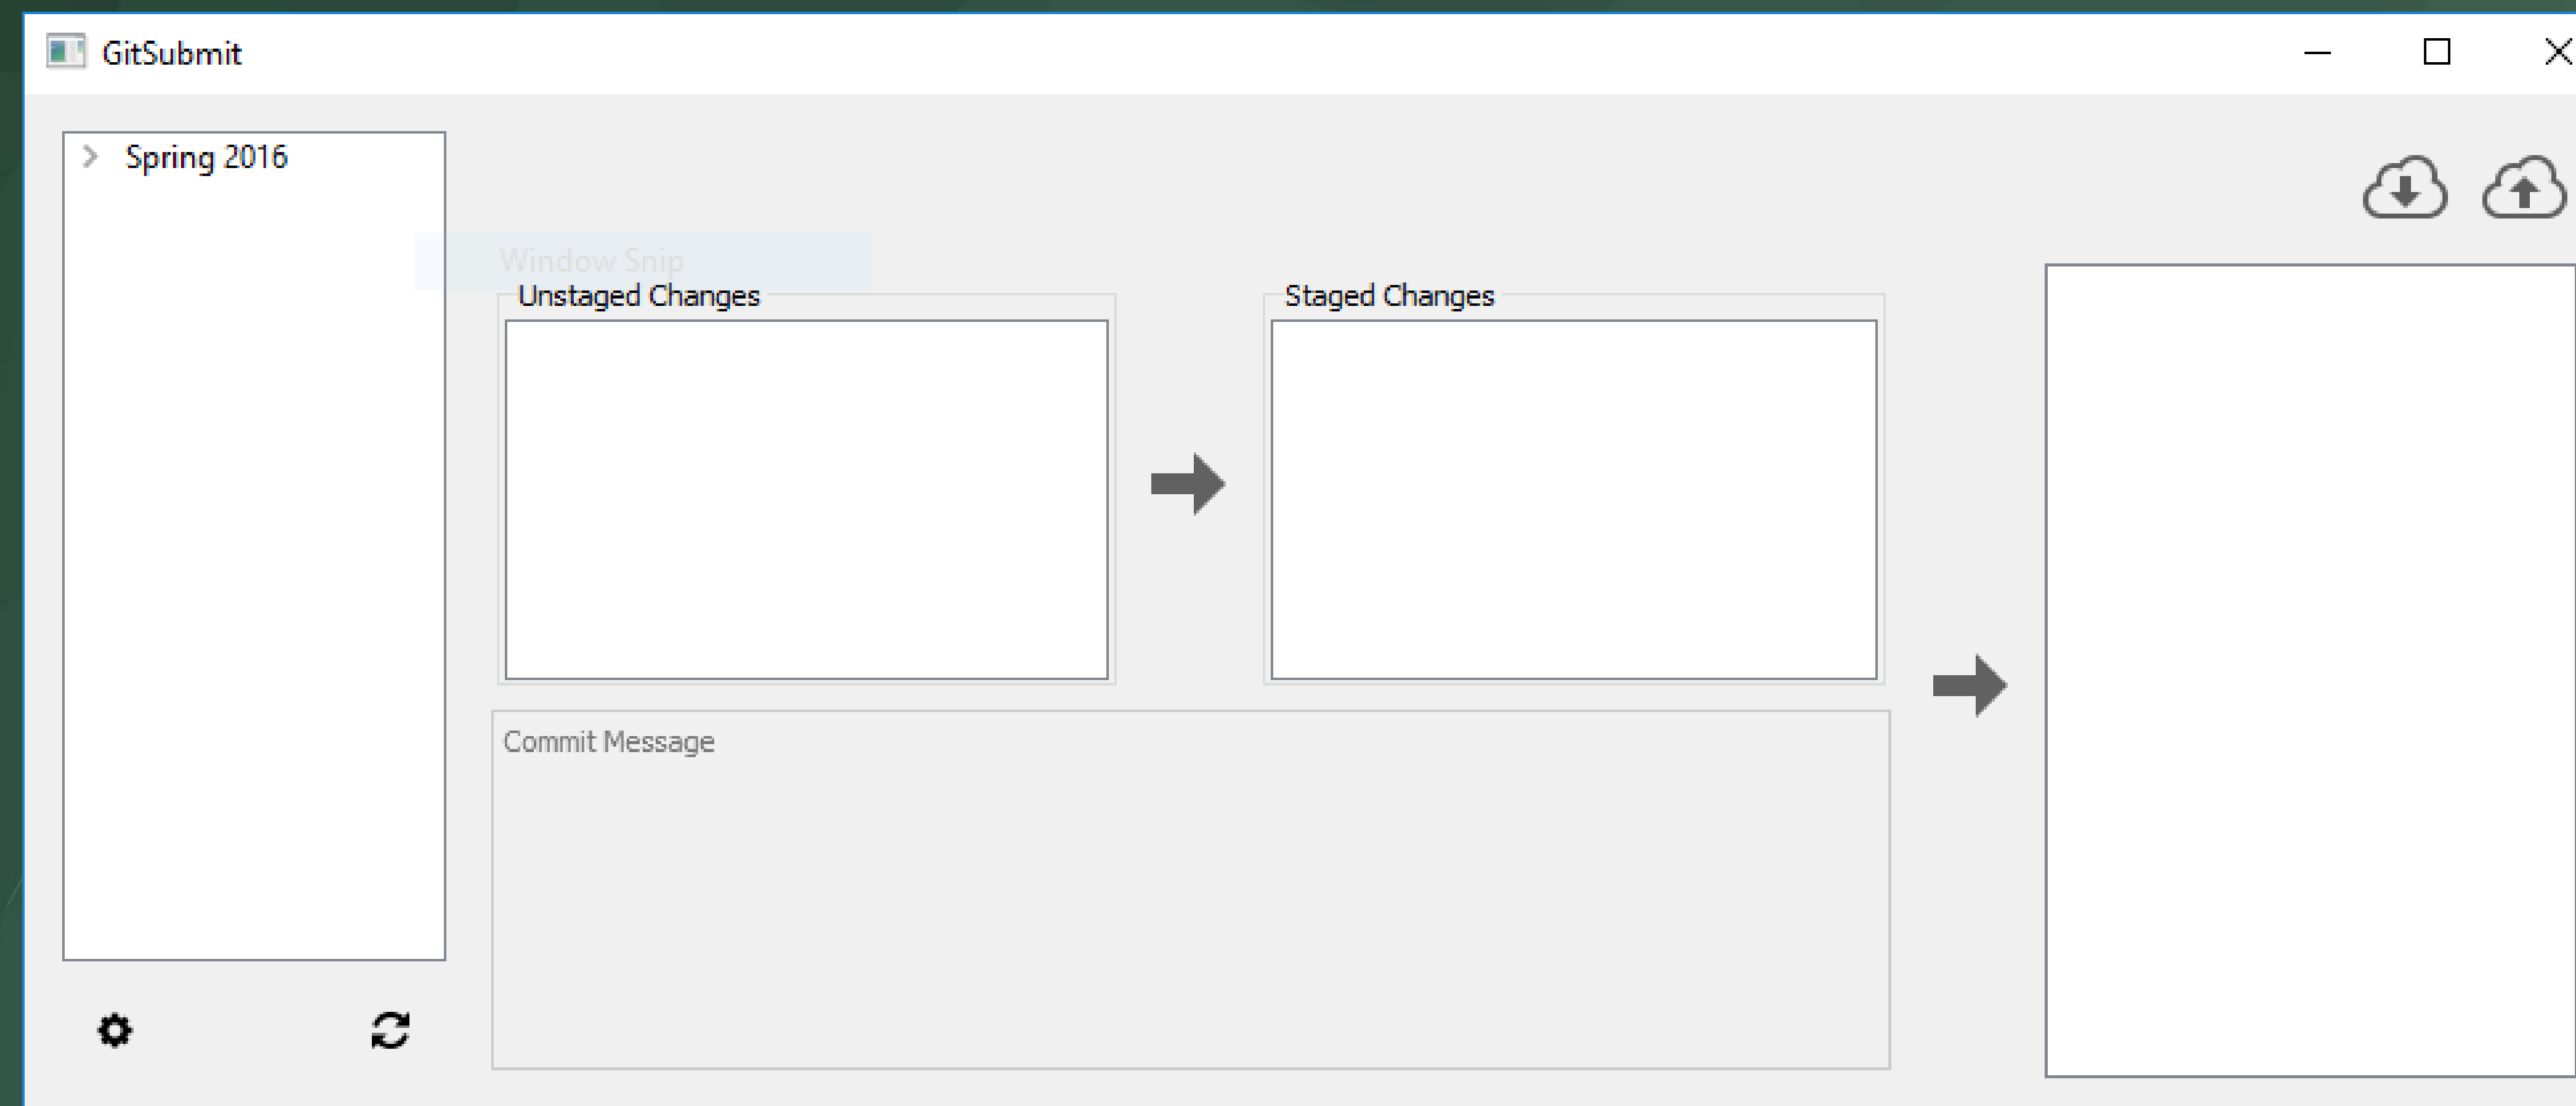 GitSubmit
Spring 2016
Window Snip
Unstaged Changes
Staged Changes
Commit Message